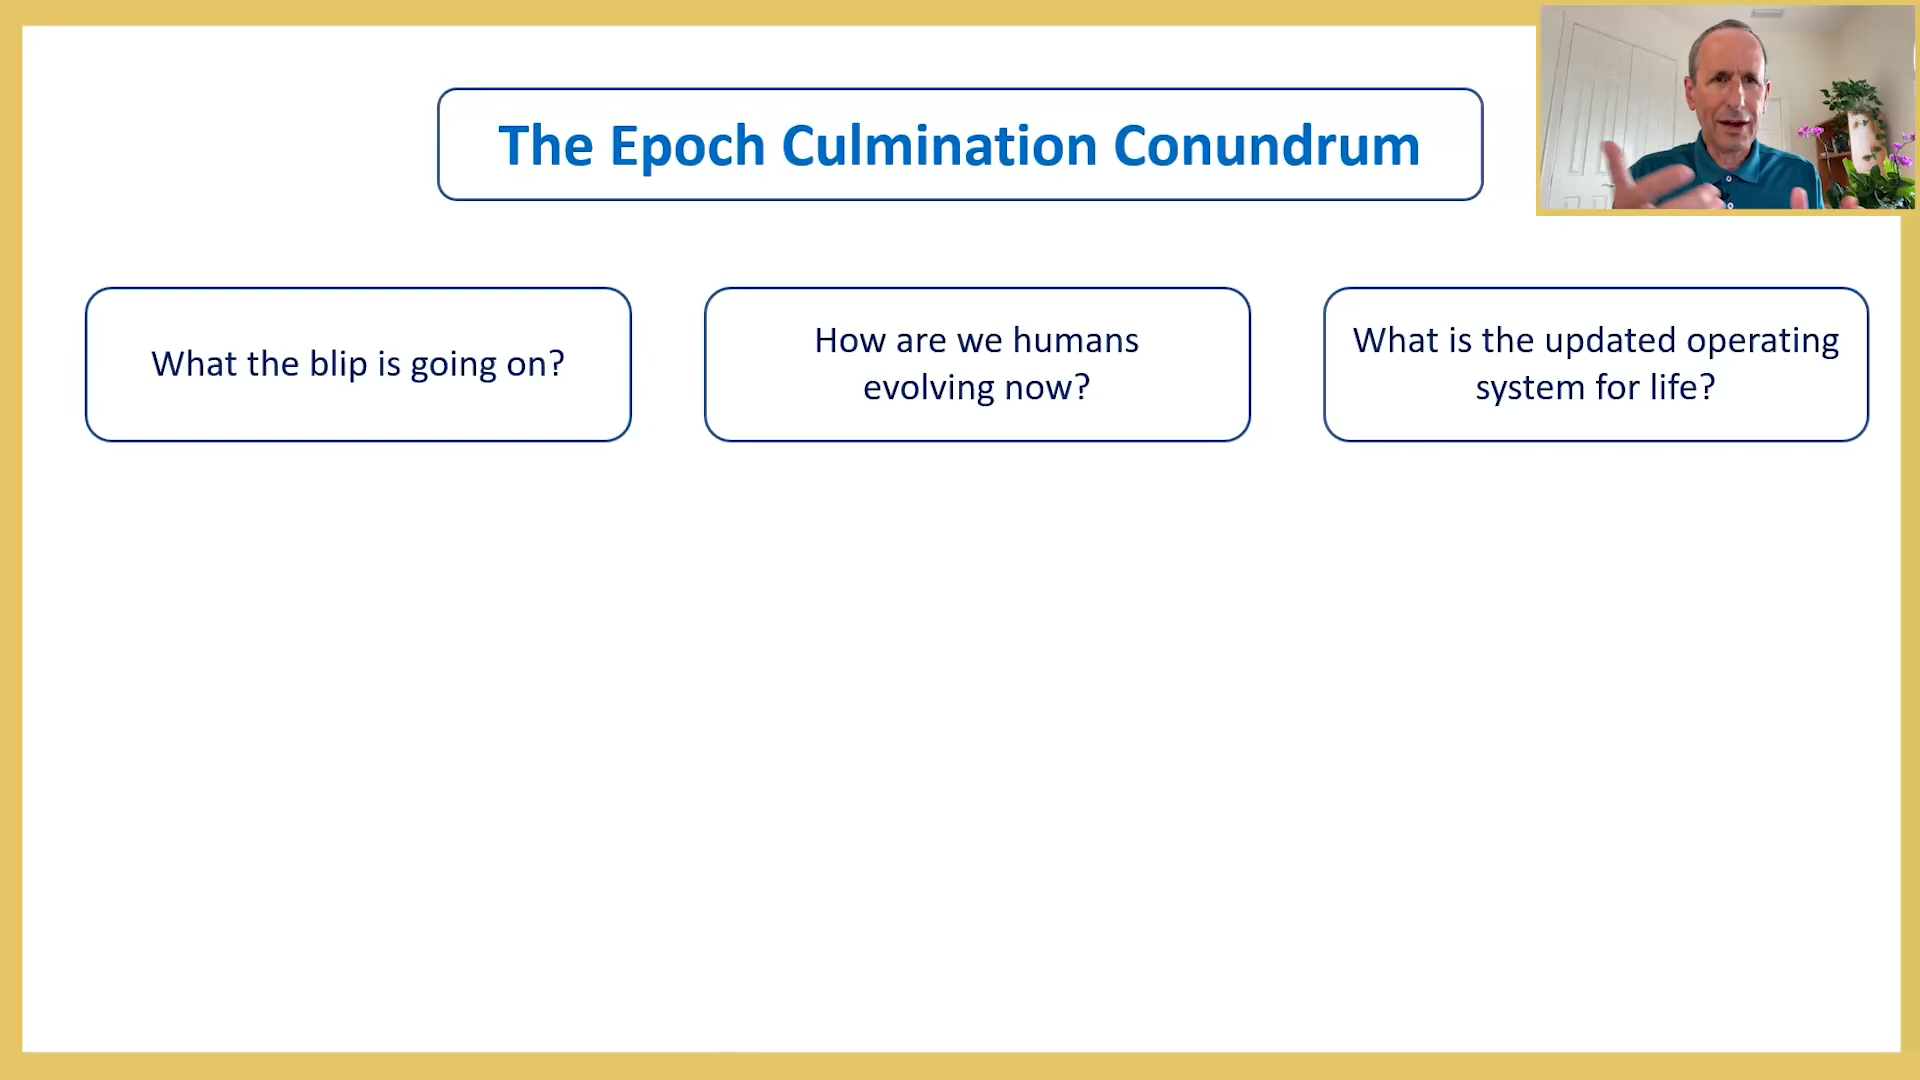 The Epoch Culmination Conundrum
What the blip is going on?
How are we humans
evolving now?
What is the updated operating
system for life?